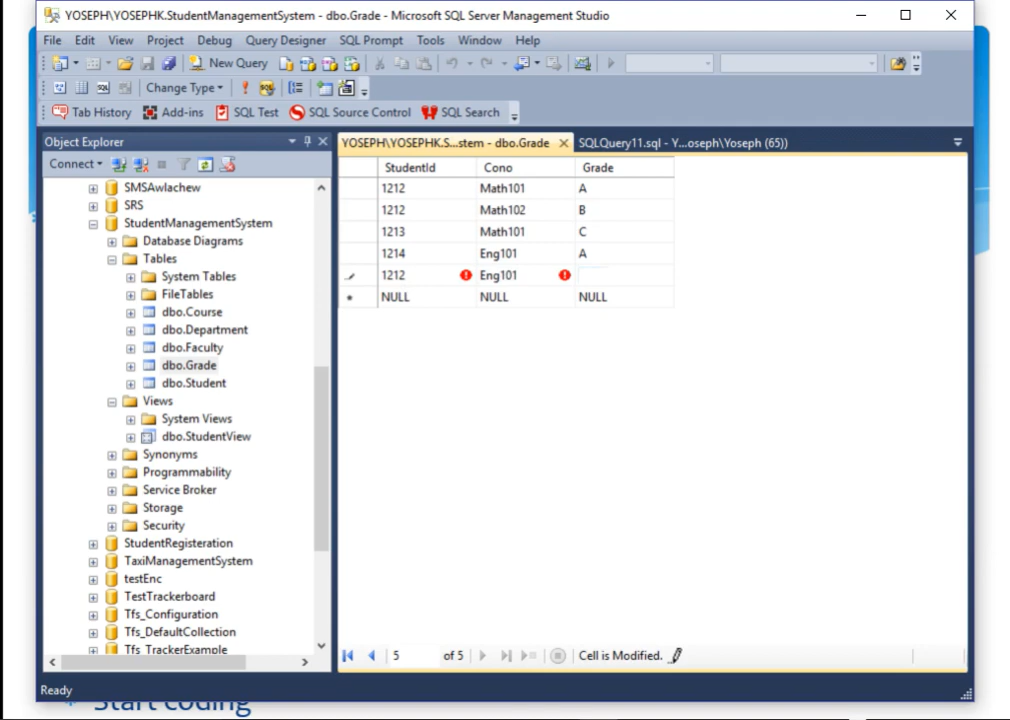 YOSEPH\YOSEPHK.StudentManagementSystem - dbo.Grade - Microsoft SQL Server Management Studio
File Edit View Project Debug Query Designer SQL Prompt Tools Window Help
New Query
Change Type
Tab History Add-ins SQL Test SQL Source Control SQL Search
Object Explorer
YOSEPH\YOSEPHK.S...stem - dbo.Grade SQLQuery11.sql - Y...oseph\Yoseph (65))
Connect
StudentId Cono Grade
1212 Math101 A
1212 Math102 B
1213 Math101 C
1214 Eng101 A
1212 Eng101
NULL NULL NULL
SMSAwlachew
SRS
StudentManagementSystem
Database Diagrams
Tables
System Tables
FileTables
dbo.Course
dbo.Department
dbo.Faculty
dbo.Grade
dbo.Student
Views
System Views
dbo.StudentView
Synonyms
Programmability
Service Broker
Storage
Security
StudentRegisteration
TaxiManagementSystem
testEnc
TestTrackerboard
Tfs_Configuration
Tfs_DefaultCollection
Tfs_TrackerExample
5 of 5 Cell is Modified.
Ready
* Start coding